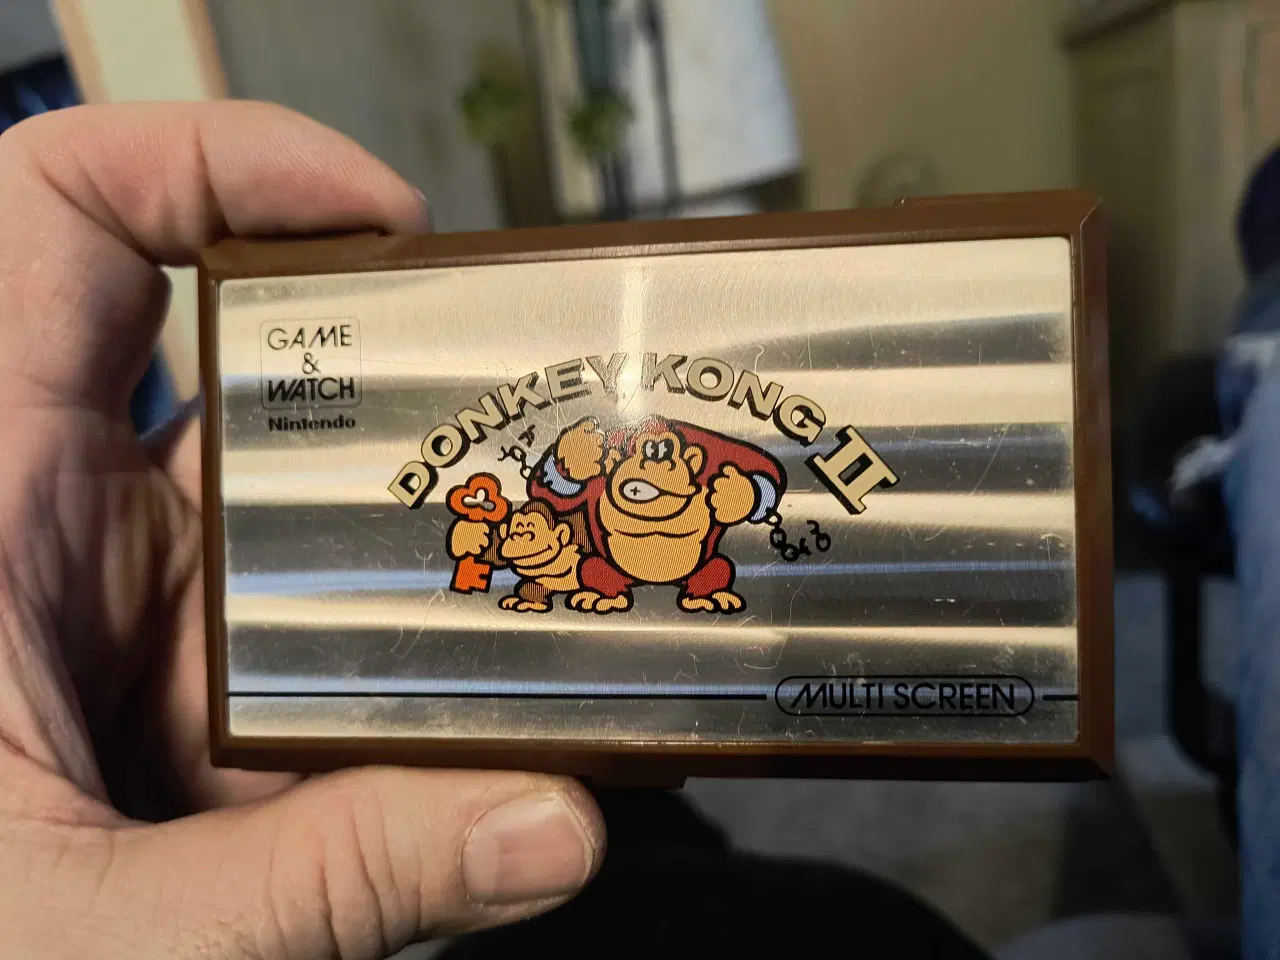 GAME
&
WATCH
Nintendo
DONKEY KONG II
MULTI SCREEN